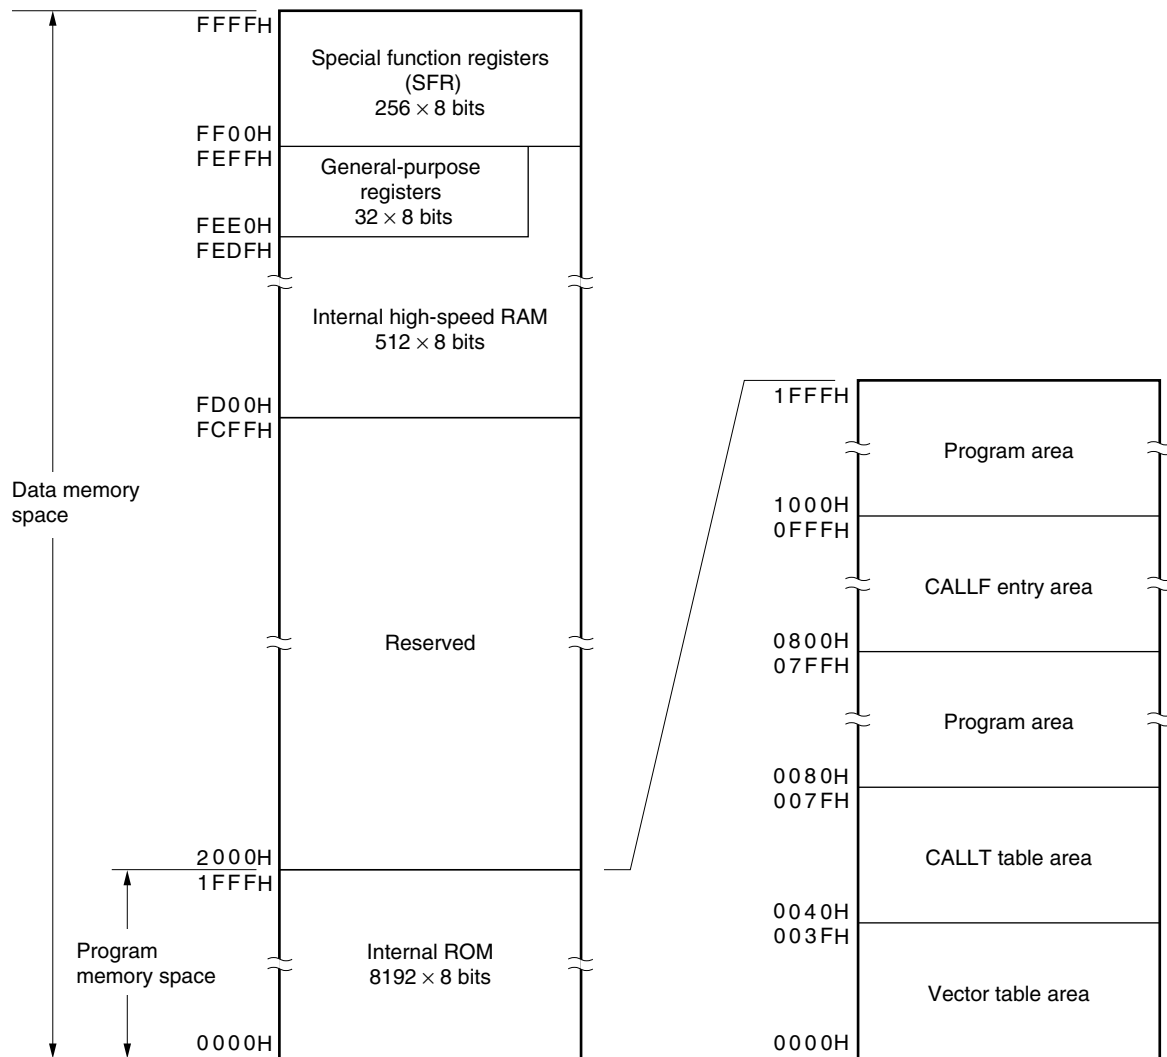 FFFFH
Special function registers
(SFR)
256 × 8 bits
FF00H
FEFFH
General-purpose
registers
32 × 8 bits
FEE0H
FEDFH
Internal high-speed RAM
512 × 8 bits
FD00H
FCFFH
Data memory
space
Reserved
2000H
1FFFH
Program
memory space
Internal ROM
8192 × 8 bits
0000H
1FFFH
Program area
1000H
0FFFH
CALLF entry area
0800H
07FFH
Program area
0080H
007FH
CALLT table area
0040H
003FH
Vector table area
0000H